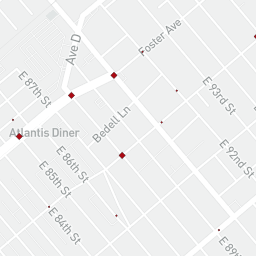 Foster Ave
Ave D
E 87th St
E 93rd St
Bedell Ln
Atlantis Diner
E 86th St
E 92nd St
E 85th St
E 84th St